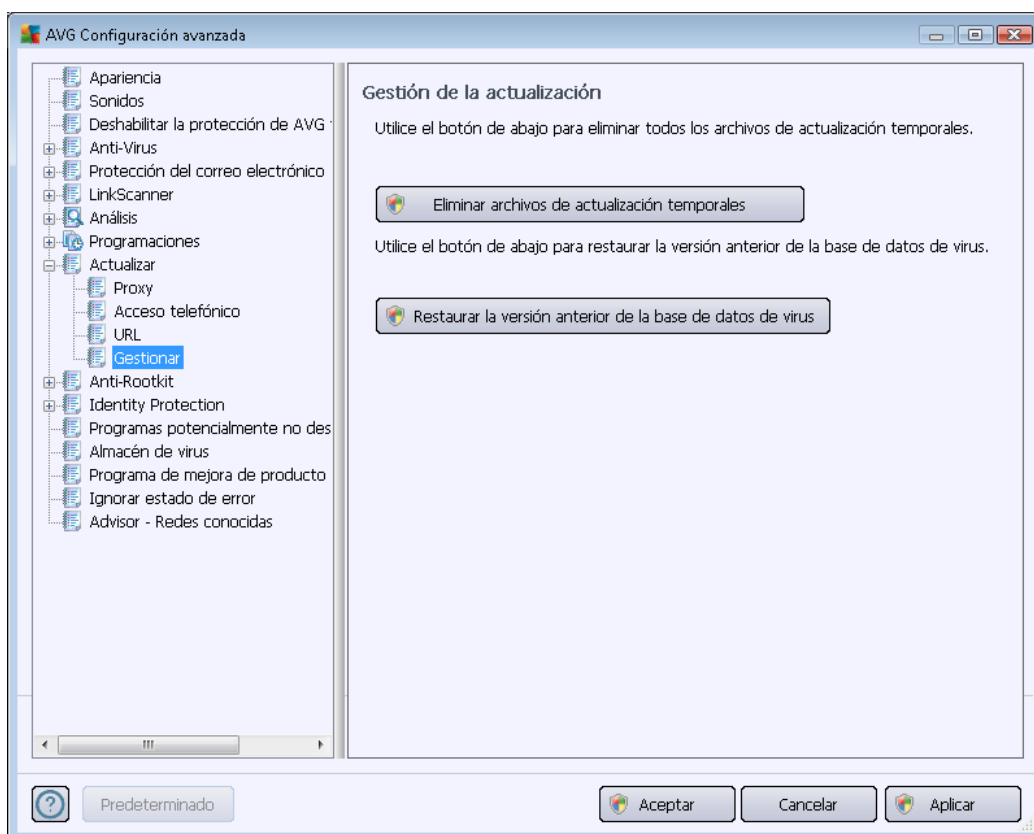 AVG Configuración avanzada
Apariencia
Sonidos
Deshabilitar la protección de AVG
Anti-Virus
Protección del correo electrónico
LinkScanner
Análisis
Programaciones
Actualizar
Proxy
Acceso telefónico
URL
Gestionar
Anti-Rootkit
Identity Protection
Programas potencialmente no des
Almacén de virus
Programa de mejora de producto
Ignorar estado de error
Advisor - Redes conocidas
Gestión de la actualización
Utilice el botón de abajo para eliminar todos los archivos de actualización temporales.
Eliminar archivos de actualización temporales
Utilice el botón de abajo para restaurar la versión anterior de la base de datos de virus.
Restaurar la versión anterior de la base de datos de virus
Predeterminado
Aceptar
Cancelar
Aplicar